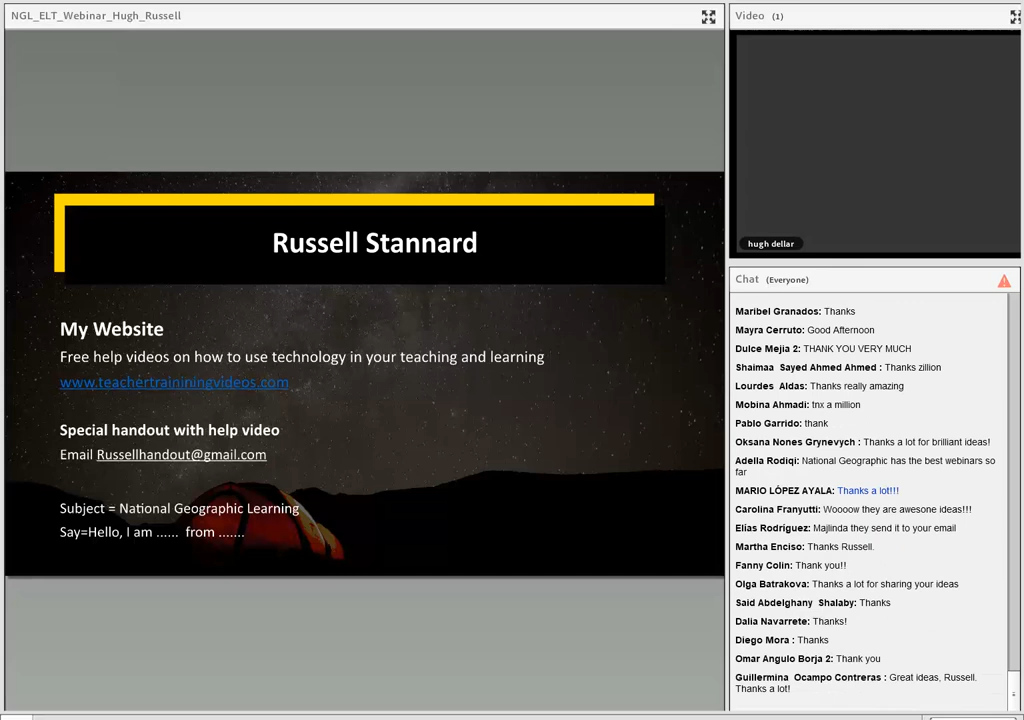 NGL_ELT_Webinar_Hugh_Russell
Russell Stannard
My Website
Free help videos on how to use technology in your teaching and learning
www.teachertraininingvideos.com
Special handout with help video
Email Russellhandout@gmail.com
Subject = National Geographic Learning
Say=Hello, I am ...... from .......
Video (1)
hugh dellar
Chat (Everyone)
Maribel Granados: Thanks
Mayra Cerruto: Good Afternoon
Dulce Mejia 2: THANK YOU VERY MUCH
Shaimaa Sayed Ahmed Ahmed : Thanks zillion
Lourdes Aldas: Thanks really amazing
Mobina Ahmadi: tnx a million
Pablo Garrido: thank
Oksana Nones Grynevych : Thanks a lot for brilliant ideas!
Adella Rodiqi: National Geographic has the best webinars so
far
MARIO LÓPEZ AYALA: Thanks a lot!!!
Carolina Franyutti: Woooow they are awesome ideas!!!
Elías Rodríguez: Majlinda they send it to your email
Martha Enciso: Thanks Russell.
Fanny Colin: Thank you!!
Olga Batrakova: Thanks a lot for sharing your ideas
Said Abdelghany Shalaby: Thanks
Dalia Navarrete: Thanks!
Diego Mora : Thanks
Omar Angulo Borja 2: Thank you
Guillermina Ocampo Contreras : Great ideas, Russell.
Thanks a lot!